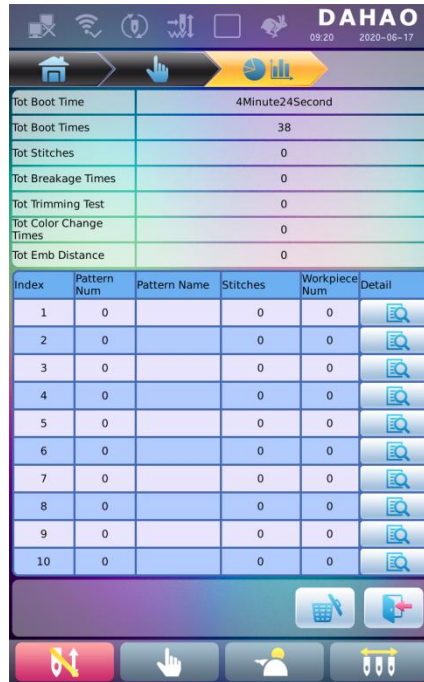 DAHAO
09:20 2020-06-17
Tot Boot Time 4Minute24Second
Tot Boot Times 38
Tot Stitches 0
Tot Breakage Times 0
Tot Trimming Test 0
Tot Color Change
Times 0
Tot Emb Distance 0
Index Pattern Num Pattern Name Stitches Workpiece Num Detail
1 0 0 0
2 0 0 0
3 0 0 0
4 0 0 0
5 0 0 0
6 0 0 0
7 0 0 0
8 0 0 0
9 0 0 0
10 0 0 0